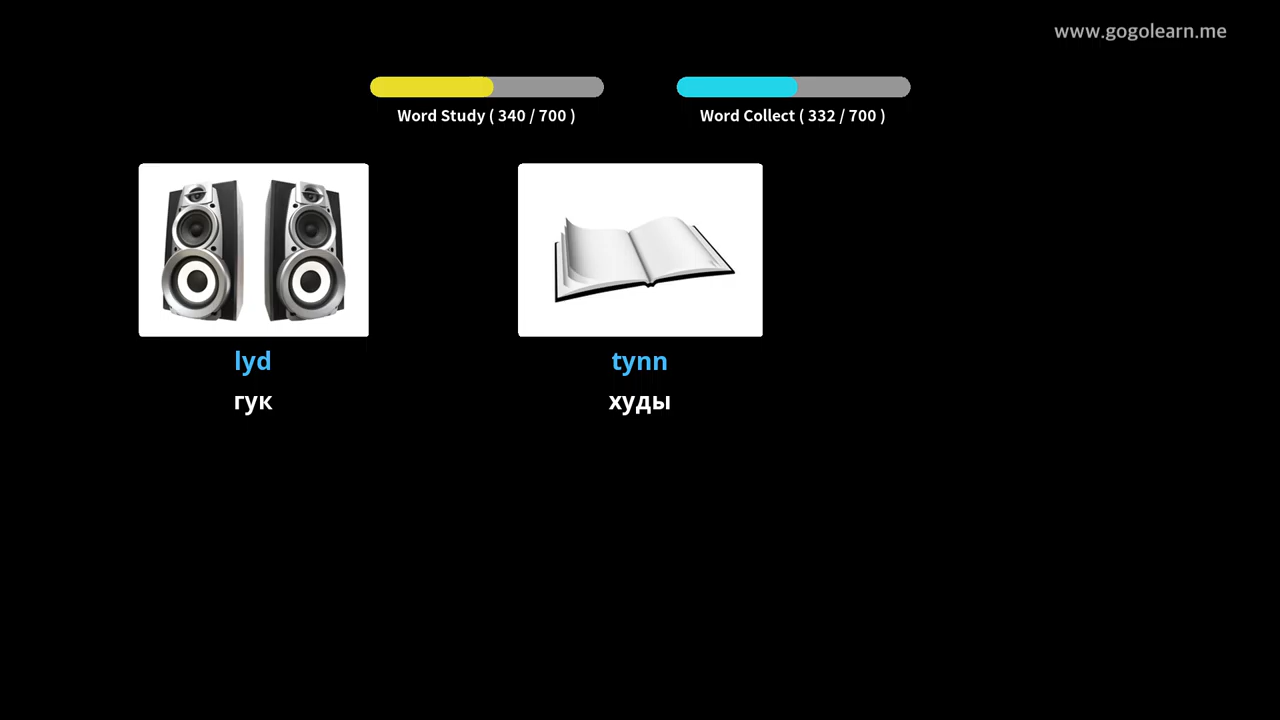 www.gogolearn.me
Word Study ( 340 / 700 )
Word Collect ( 332 / 700 )
lyd
гук
tynn
худы